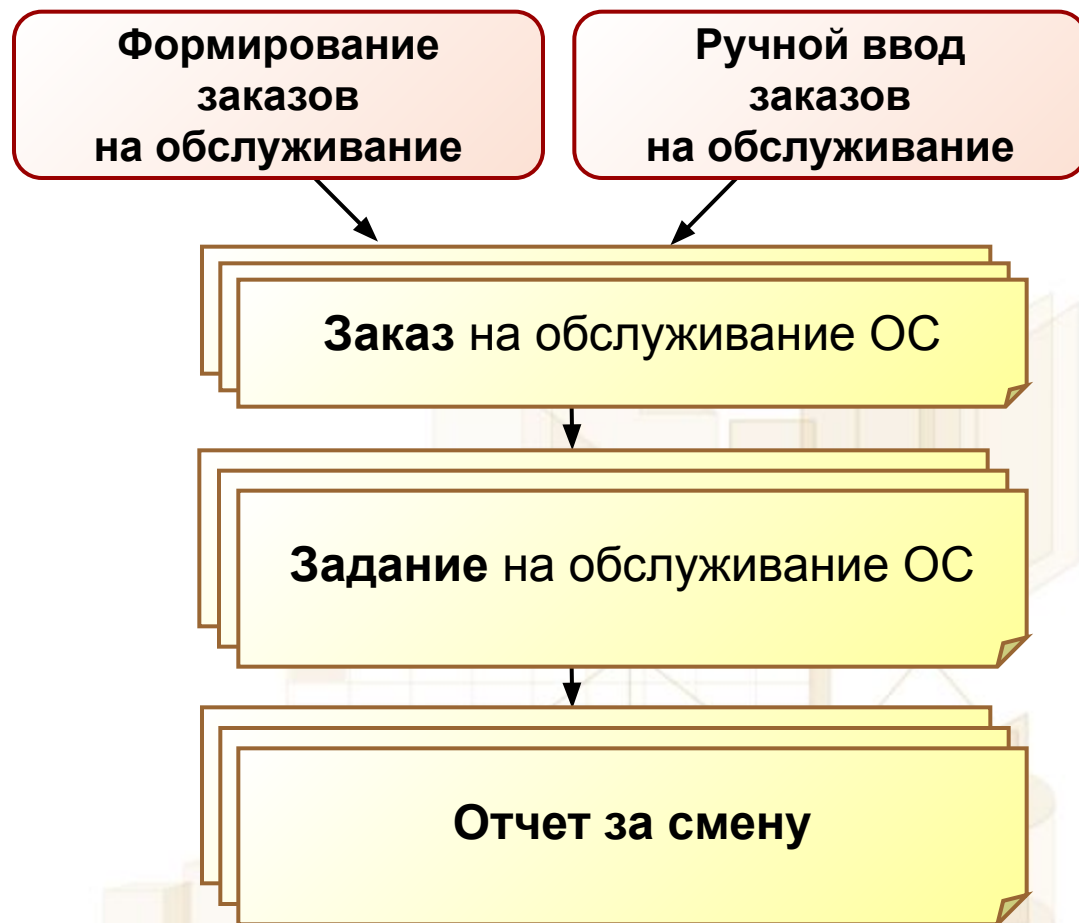 Формирование
заказов
на обслуживание
Ручной ввод
заказов
на обслуживание
Заказ на обслуживание ОС
Задание на обслуживание ОС
Отчет за смену